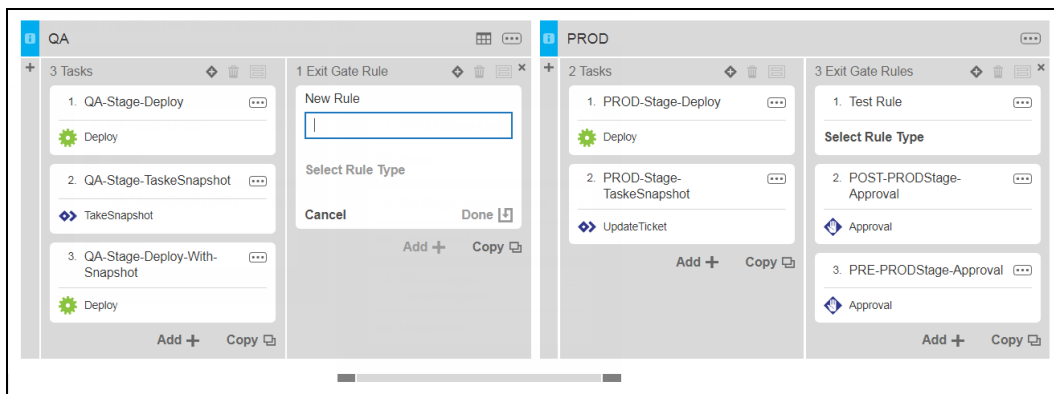 QA
3 Tasks
1. QA-Stage-Deploy
Deploy
2. QA-Stage-TaskeSnapshot
TakeSnapshot
3. QA-Stage-Deploy-With-
Snapshot
Deploy
Add
Copy
1 Exit Gate Rule
New Rule
Select Rule Type
Cancel
Done
Add
Copy
PROD
2 Tasks
1. PROD-Stage-Deploy
Deploy
2. PROD-Stage-
TaskeSnapshot
UpdateTicket
Add
Copy
3 Exit Gate Rules
1. Test Rule
Select Rule Type
2. POST-PRODStage-
Approval
Approval
3. PRE-PRODStage-Approval
Approval
Add
Copy